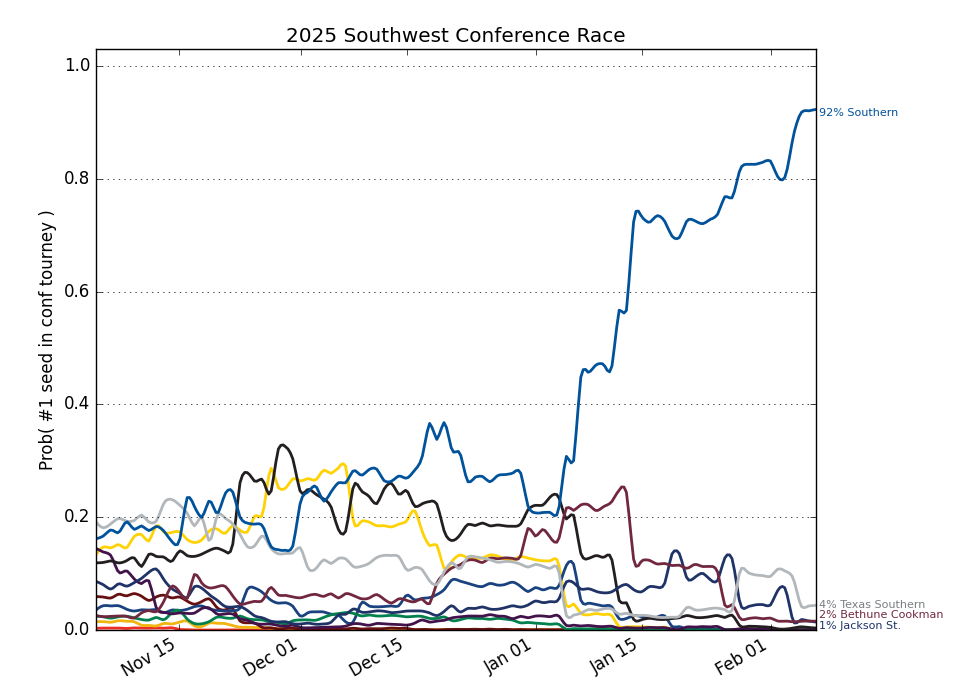 2025 Southwest Conference Race
Prob( #1 seed in conf tourney )
1.0
0.8
0.6
0.4
0.2
0.0
Nov 15
Dec 01
Dec 15
Jan 01
Jan 15
Feb 01
92% Southern
4% Texas Southern
2% Bethune Cookman
1% Jackson St.